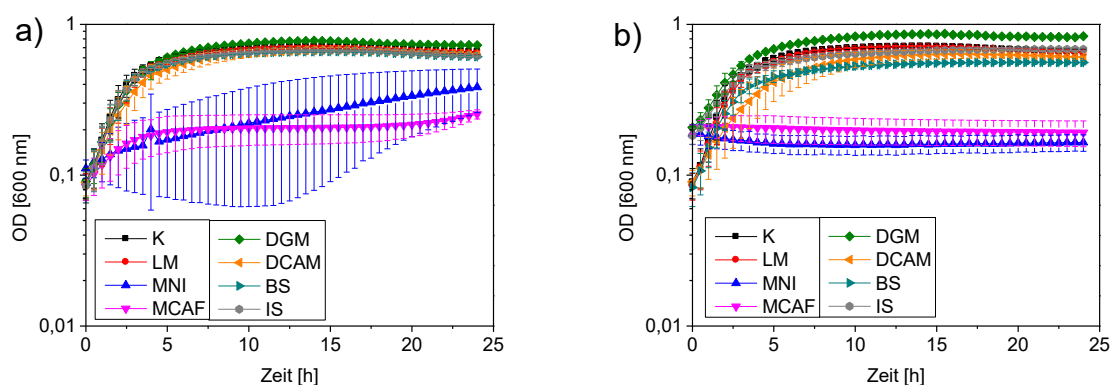 a)
1
0,1
0,01
OD [600 nm]
0
5
10
15
20
25
Zeit [h]
K
LM
MNI
MCAF
DGM
DCAM
BS
IS
b)
1
0,1
0,01
OD [600 nm]
0
5
10
15
20
25
Zeit [h]
K
LM
MNI
MCAF
DGM
DCAM
BS
IS